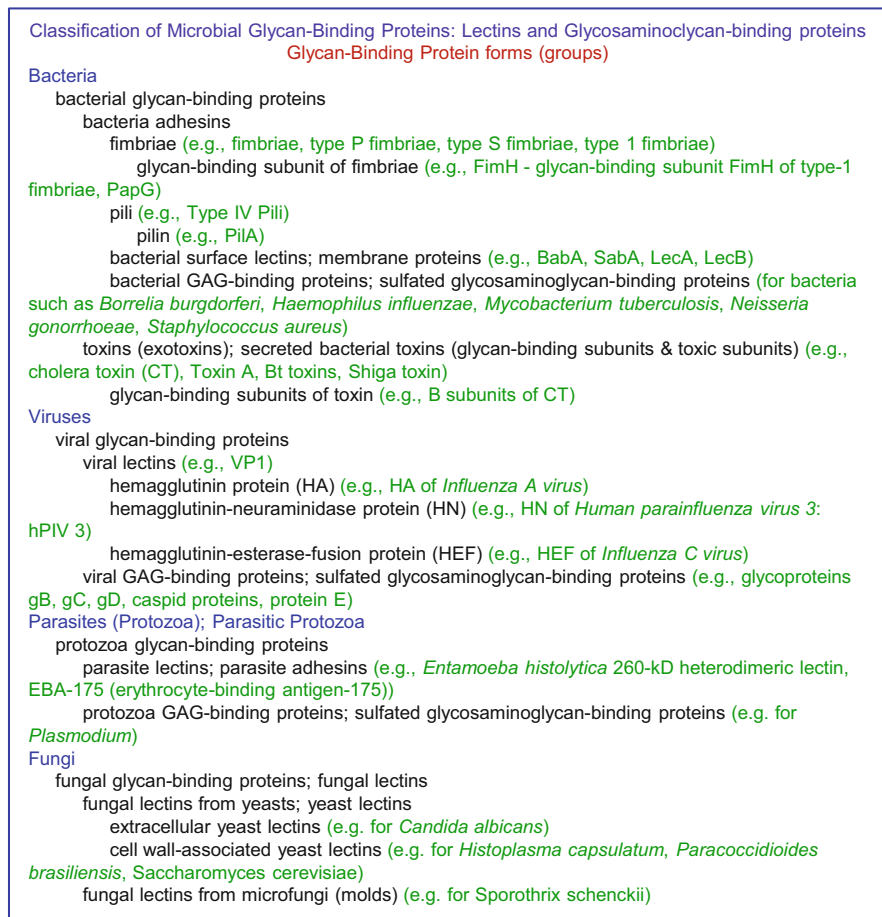 Classification of Microbial Glycan-Binding Proteins: Lectins and Glycosaminoclycan-binding proteins
Glycan-Binding Protein forms (groups)
Bacteria
bacterial glycan-binding proteins
bacteria adhesins
fimbriae (e.g., fimbriae, type P fimbriae, type S fimbriae, type 1 fimbriae)
glycan-binding subunit of fimbriae (e.g., FimH - glycan-binding subunit FimH of type-1
fimbriae, PapG)
pili (e.g., Type IV Pili)
pilin (e.g., PilA)
bacterial surface lectins; membrane proteins (e.g., BabA, SabA, LecA, LecB)
bacterial GAG-binding proteins; sulfated glycosaminoglycan-binding proteins (for bacteria
such as Borrelia burgdorferi, Haemophilus influenzae, Mycobacterium tuberculosis, Neisseria
gonorrhoeae, Staphylococcus aureus)
toxins (exotoxins); secreted bacterial toxins (glycan-binding subunits & toxic subunits) (e.g.,
cholera toxin (CT), Toxin A, Bt toxins, Shiga toxin)
glycan-binding subunits of toxin (e.g., B subunits of CT)
Viruses
viral glycan-binding proteins
viral lectins (e.g., VP1)
hemagglutinin protein (HA) (e.g., HA of Influenza A virus)
hemagglutinin-neuraminidase protein (HN) (e.g., HN of Human parainfluenza virus 3:
hPIV 3)
hemagglutinin-esterase-fusion protein (HEF) (e.g., HEF of Influenza C virus)
viral GAG-binding proteins; sulfated glycosaminoglycan-binding proteins (e.g., glycoproteins
gB, gC, gD, caspid proteins, protein E)
Parasites (Protozoa); Parasitic Protozoa
protozoa glycan-binding proteins
parasite lectins; parasite adhesins (e.g., Entamoeba histolytica 260-kD heterodimeric lectin,
EBA-175 (erythrocyte-binding antigen-175))
protozoa GAG-binding proteins; sulfated glycosaminoglycan-binding proteins (e.g. for
Plasmodium)
Fungi
fungal glycan-binding proteins; fungal lectins
fungal lectins from yeasts; yeast lectins
extracellular yeast lectins (e.g. for Candida albicans)
cell wall-associated yeast lectins (e.g. for Histoplasma capsulatum, Paracoccidioides
brasiliensis, Saccharomyces cerevisiae)
fungal lectins from microfungi (molds) (e.g. for Sporothrix schenckii)